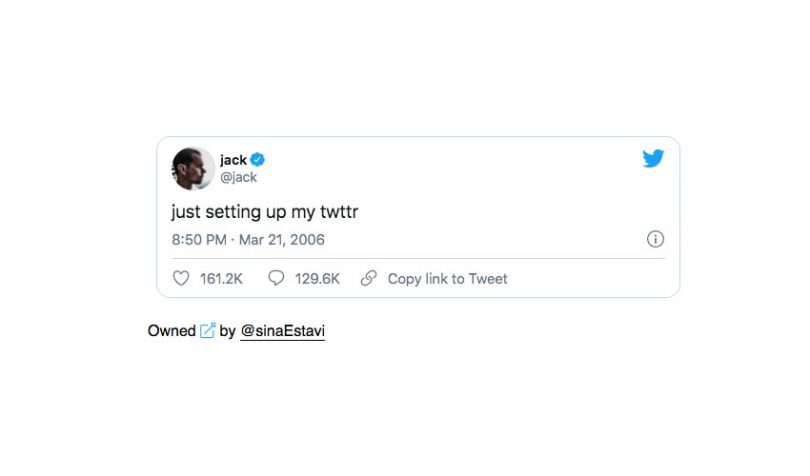 jack
@jack
just setting up my twttr
8:50 PM · Mar 21, 2006
161.2K 129.6K Copy link to Tweet
Owned by @sinaEstavi